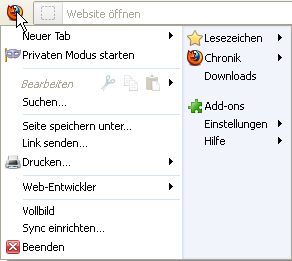 Website öffnen
Neuer Tab
Privaten Modus starten
Bearbeiten
Suchen...
Seite speichern unter...
Link senden...
Drucken...
Web-Entwickler
Vollbild
Sync einrichten...
Beenden
Lesezeichen
Chronik
Downloads
Add-ons
Einstellungen
Hilfe